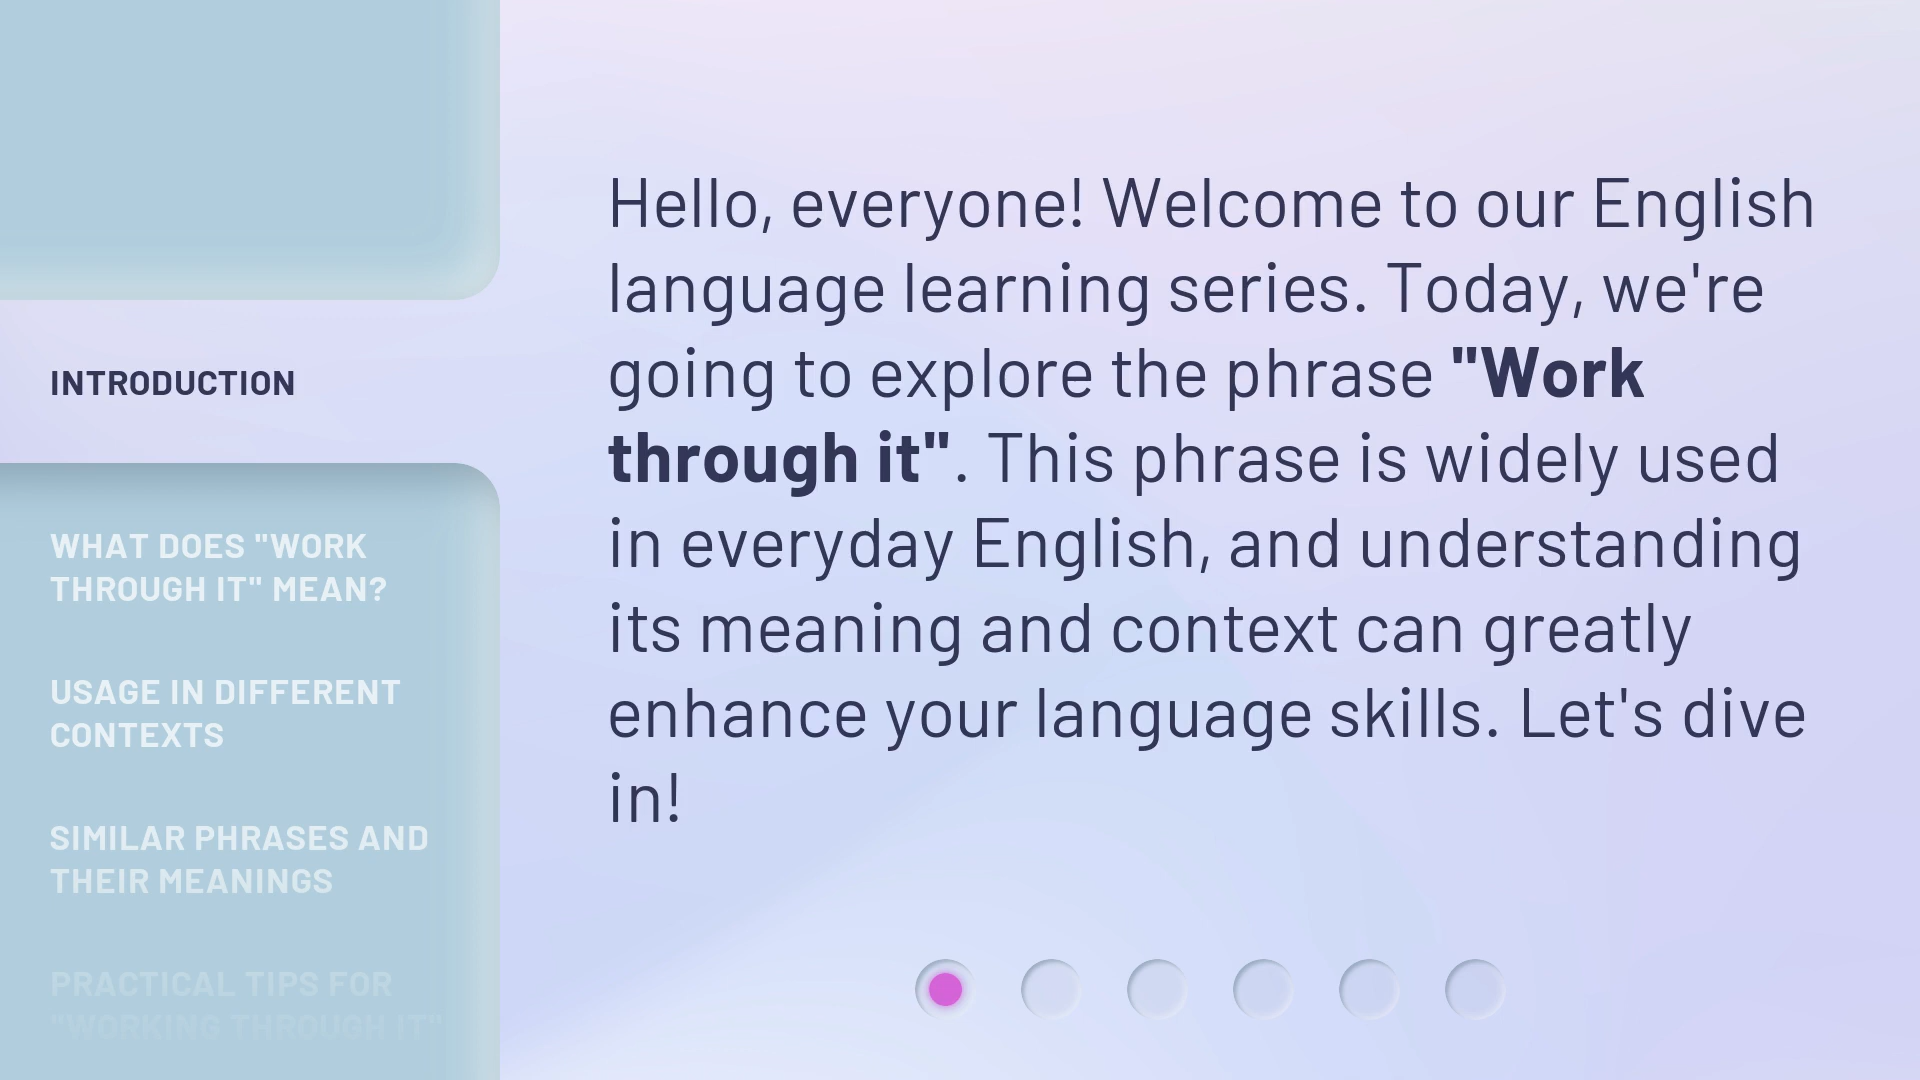 INTRODUCTION
WHAT DOES "WORK
THROUGH IT" MEAN?
USAGE IN DIFFERENT
CONTEXTS
SIMILAR PHRASES AND
THEIR MEANINGS
PRACTICAL TIPS FOR
"WORKING THROUGH IT"
Hello, everyone! Welcome to our English
language learning series. Today, we're
going to explore the phrase "Work
through it". This phrase is widely used
in everyday English, and understanding
its meaning and context can greatly
enhance your language skills. Let's dive
in!